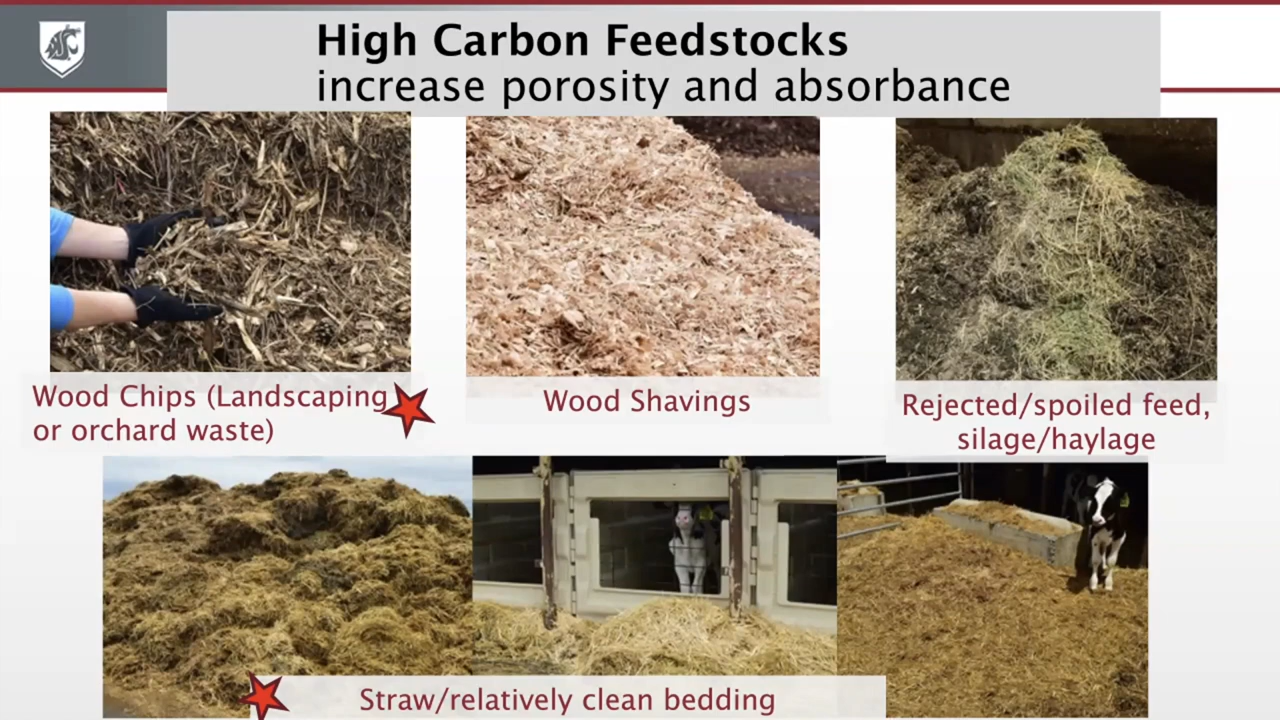 High Carbon Feedstocks
increase porosity and absorbance
Wood Chips (Landscaping
or orchard waste)
Wood Shavings
Rejected/spoiled feed,
silage/haylage
Straw/relatively clean bedding